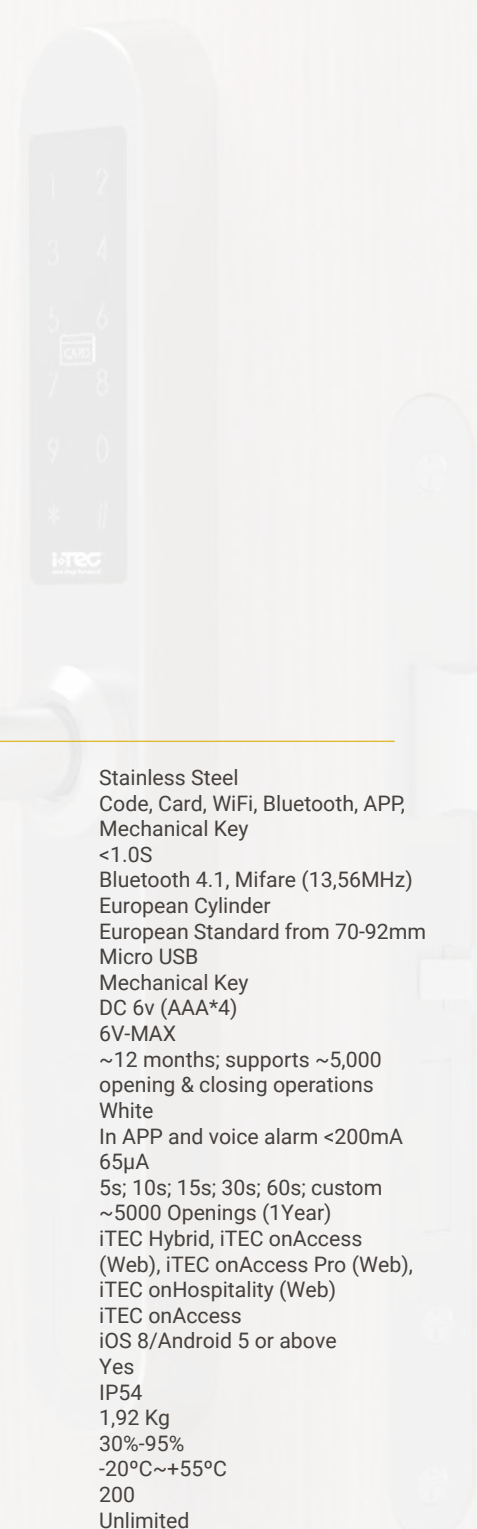 1 2
3 4
5 6
CARD
7 8
9 0
* #
iTEC
Stainless Steel
Code, Card, WiFi, Bluetooth, APP,
Mechanical Key
<1.0S
Bluetooth 4.1, Mifare (13,56MHz)
European Cylinder
European Standard from 70-92mm
Micro USB
Mechanical Key
DC 6v (AAA*4)
6V-MAX
~12 months; supports ~5,000
opening & closing operations
White
In APP and voice alarm <200mA
65µA
5s; 10s; 15s; 30s; 60s; custom
~5000 Openings (1Year)
iTEC Hybrid, iTEC onAccess
(Web), iTEC onAccess Pro (Web),
iTEC onHospitality (Web)
iTEC onAccess
iOS 8/Android 5 or above
Yes
IP54
1,92 Kg
30%-95%
-20ºC~+55ºC
200
Unlimited